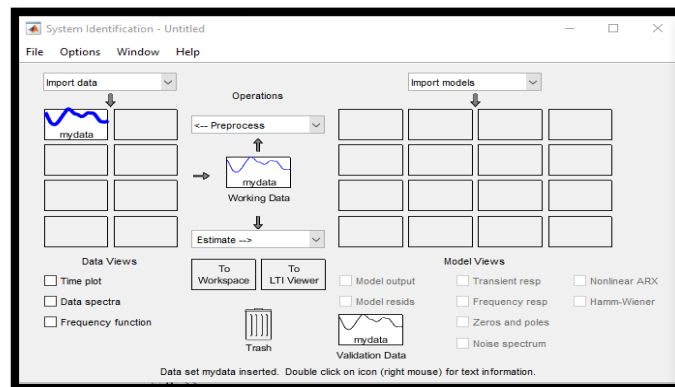 System Identification - Untitled
File Options Window Help
Import data
Operations
Import models
mydata
<-- Preprocess
mydata
Working Data
Estimate -->
Data Views
Time plot
Data spectra
Frequency function
To
Workspace
To
LTI Viewer
Trash
Model Views
Model output
Transient resp
Nonlinear ARX
Model resids
Frequency resp
Hamm-Wiener
Zeros and poles
Noise spectrum
mydata
Validation Data
Data set mydata inserted. Double click on icon (right mouse) for text information.